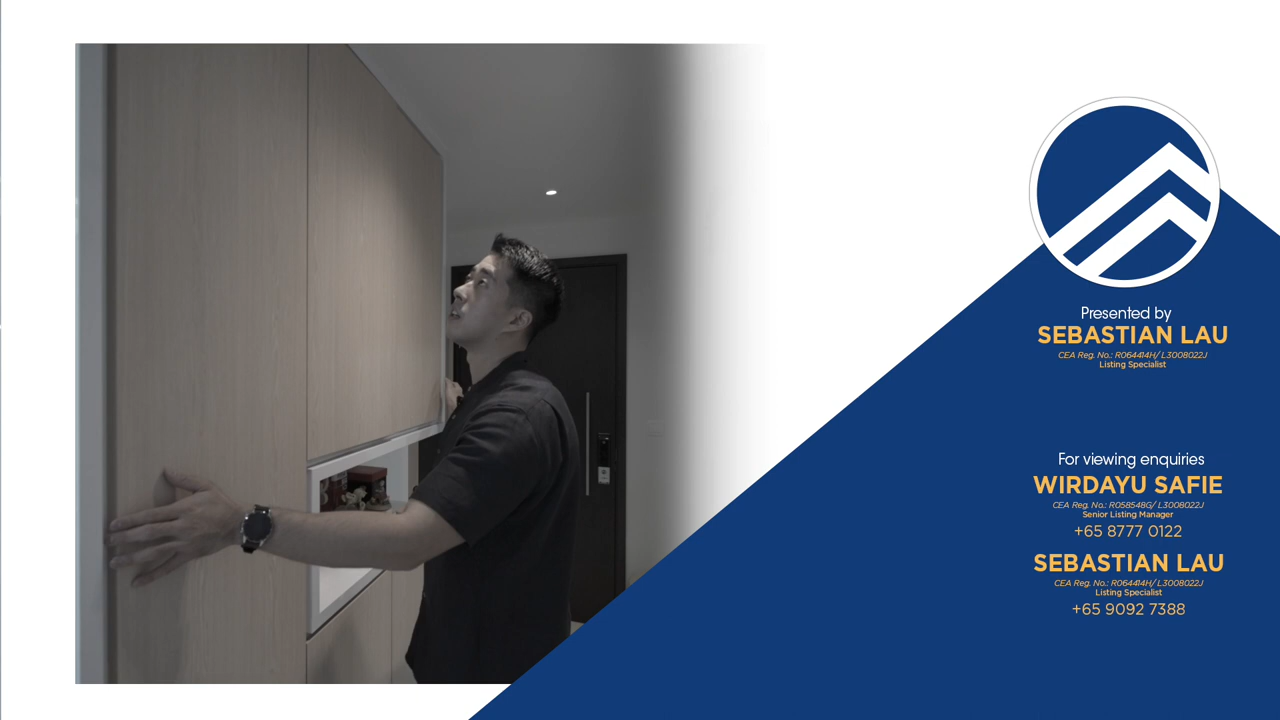 Presented by
SEBASTIAN LAU
CEA Reg. No.: R064414H/ L3008022J
Listing Specialist
For viewing enquiries
WIRDAYU SAFIE
CEA Reg. No.: R058548G/ L3008022J
Senior Listing Manager
+65 8777 0122
SEBASTIAN LAU
CEA Reg. No.: R064414H/ L3008022J
Listing Specialist
+65 9092 7388